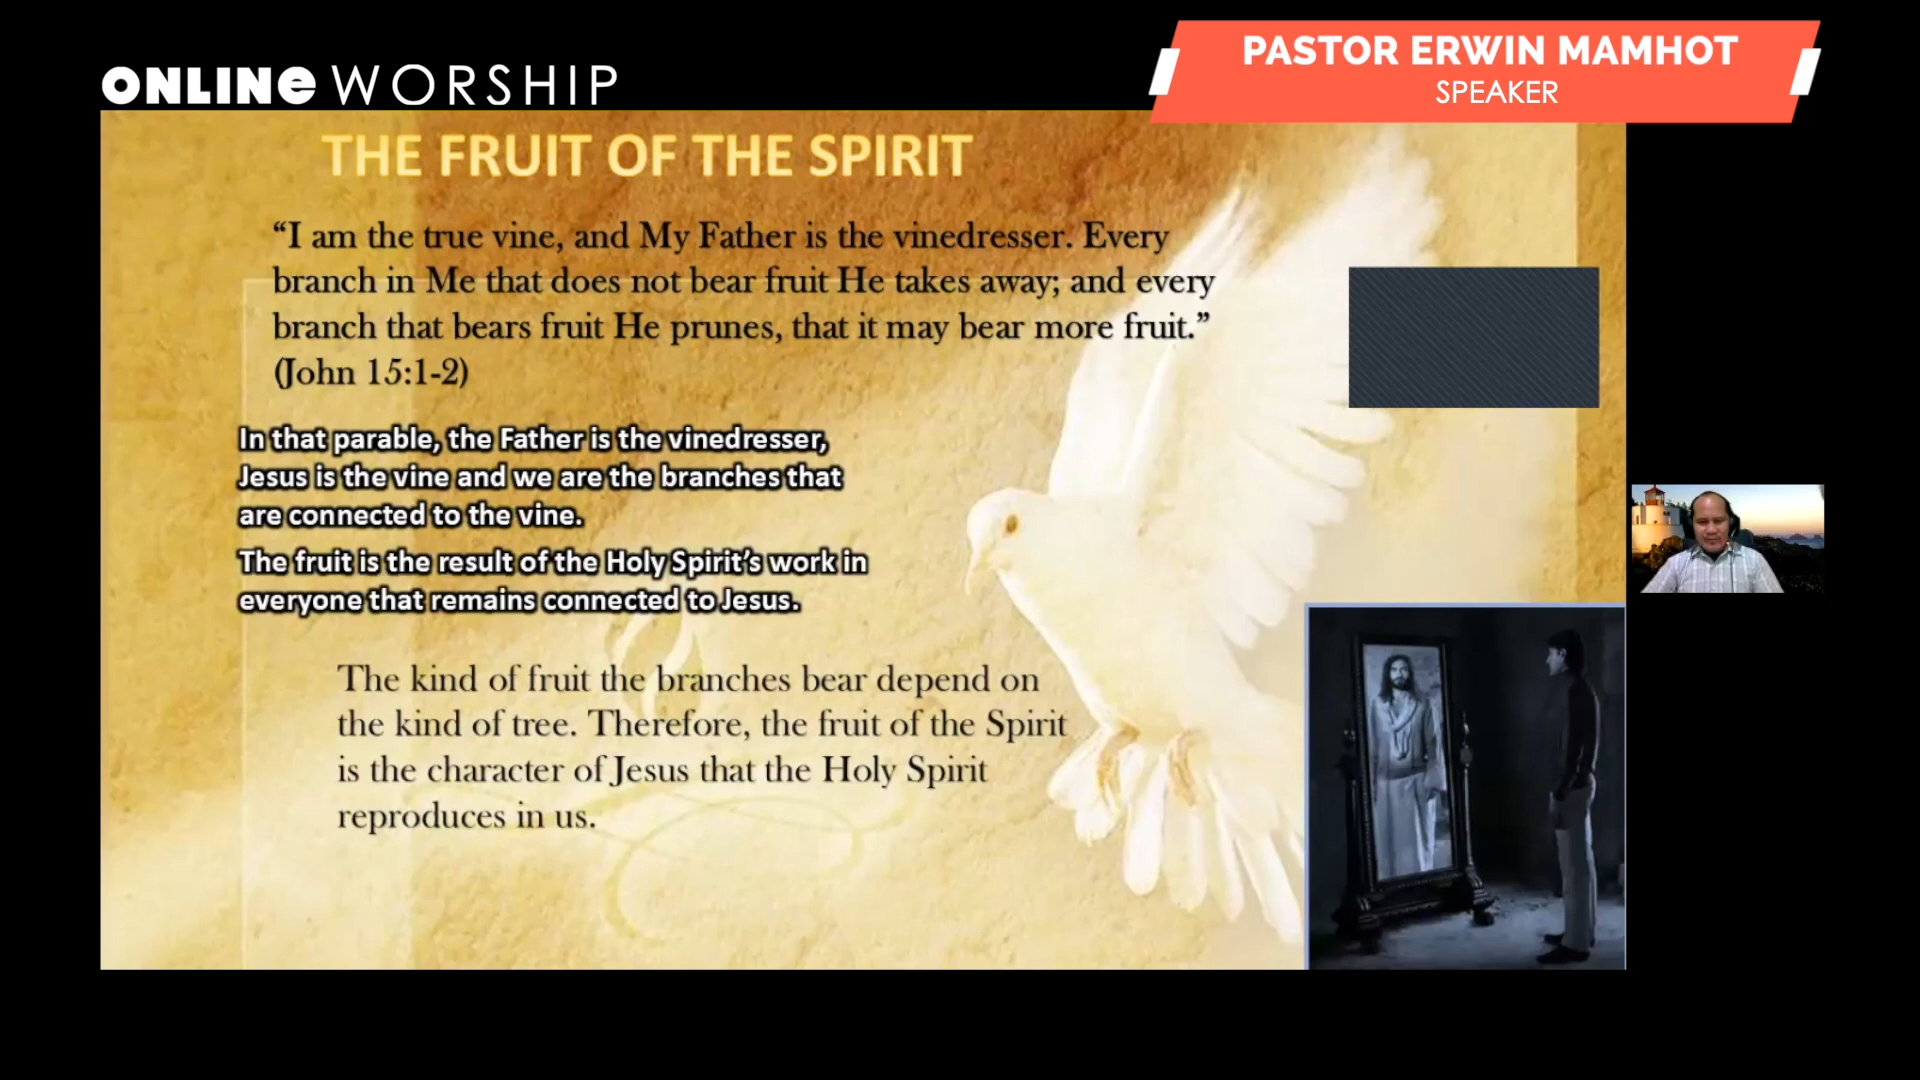 ONLINe WORSHIP
PASTOR ERWIN MAMHOT
SPEAKER
THE FRUIT OF THE SPIRIT
“I am the true vine, and My Father is the vinedresser. Every
branch in Me that does not bear fruit He takes away; and every
branch that bears fruit He prunes, that it may bear more fruit.”
(John 15:1-2)
In that parable, the Father is the vinedresser,
Jesus is the vine and we are the branches that
are connected to the vine.
The fruit is the result of the Holy Spirit’s work in
everyone that remains connected to Jesus.
The kind of fruit the branches bear depend on
the kind of tree. Therefore, the fruit of the Spirit
is the character of Jesus that the Holy Spirit
reproduces in us.